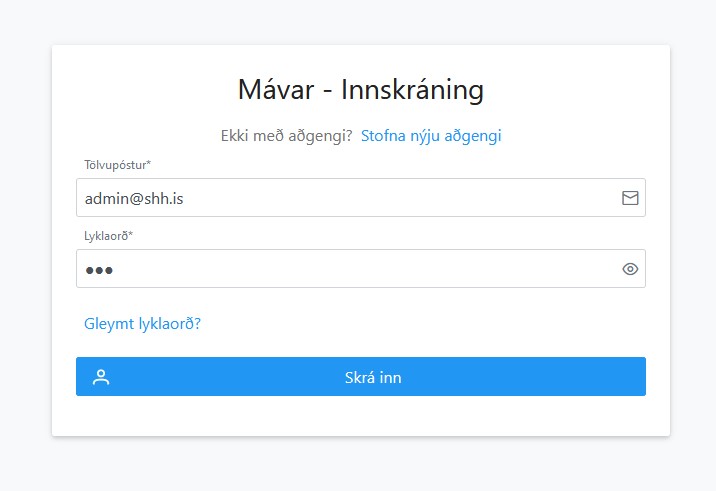 Mávar - Innskráning
Ekki með aðgengi? Stofna nýju aðgengi
Tölvupóstur*
admin@shh.is
Lyklaorð*
●●●
Gleymt lyklaorð?
Skrá inn